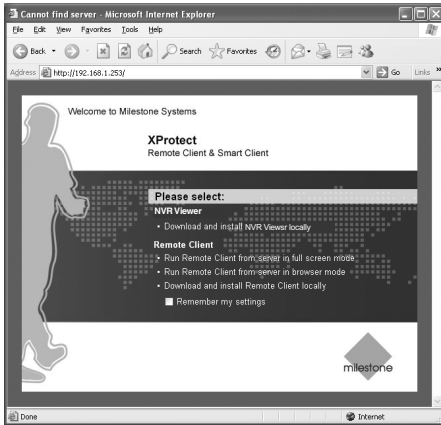 Cannot find server - Microsoft Internet Explorer
File Edit View Favorites Tools Help
Back Search Favorites
Address http://192.168.1.253/ Go Links »
Welcome to Milestone Systems
XProtect
Remote Client & Smart Client
Please select:
NVR Viewer
• Download and install NVR Viewsr locally
Remote Client
• Run Remote Client from server in full screen mode
• Run Remote Client from server in browser mode
• Download and install Remote Client locally
Remember my settings
milestone
Done Internet